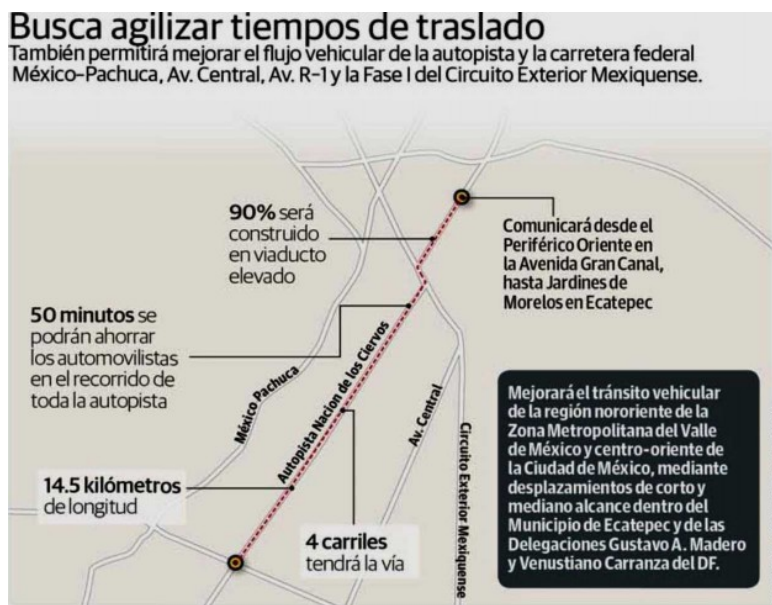 Busca agilizar tiempos de traslado
También permitirá mejorar el flujo vehicular de la autopista y la carretera federal
México-Pachuca, Av. Central, Av. R-1 y la Fase I del Circuito Exterior Mexiquense.
90% será
construido
en viaducto
elevado
Comunicará desde el
Periférico Oriente en
la Avenida Gran Canal,
hasta Jardines de
Morelos en Ecatepec
50 minutos se
podrán ahorrar
los automovilistas
en el recorrido de
toda la autopista
México Pachuca
Autopista Nacion de los Ciervos
Av. Central
Circuito Exterior Mexiquense
14.5 kilómetros
de longitud
4 carriles
tendrá la vía
Mejorará el tránsito vehicular
de la región nororiente de la
Zona Metropolitana del Valle
de México y centro-oriente de
la Ciudad de México, mediante
desplazamientos de corto y
mediano alcance dentro del
Municipio de Ecatepec y de las
Delegaciones Gustavo A. Madero
y Venustiano Carranza del DF.